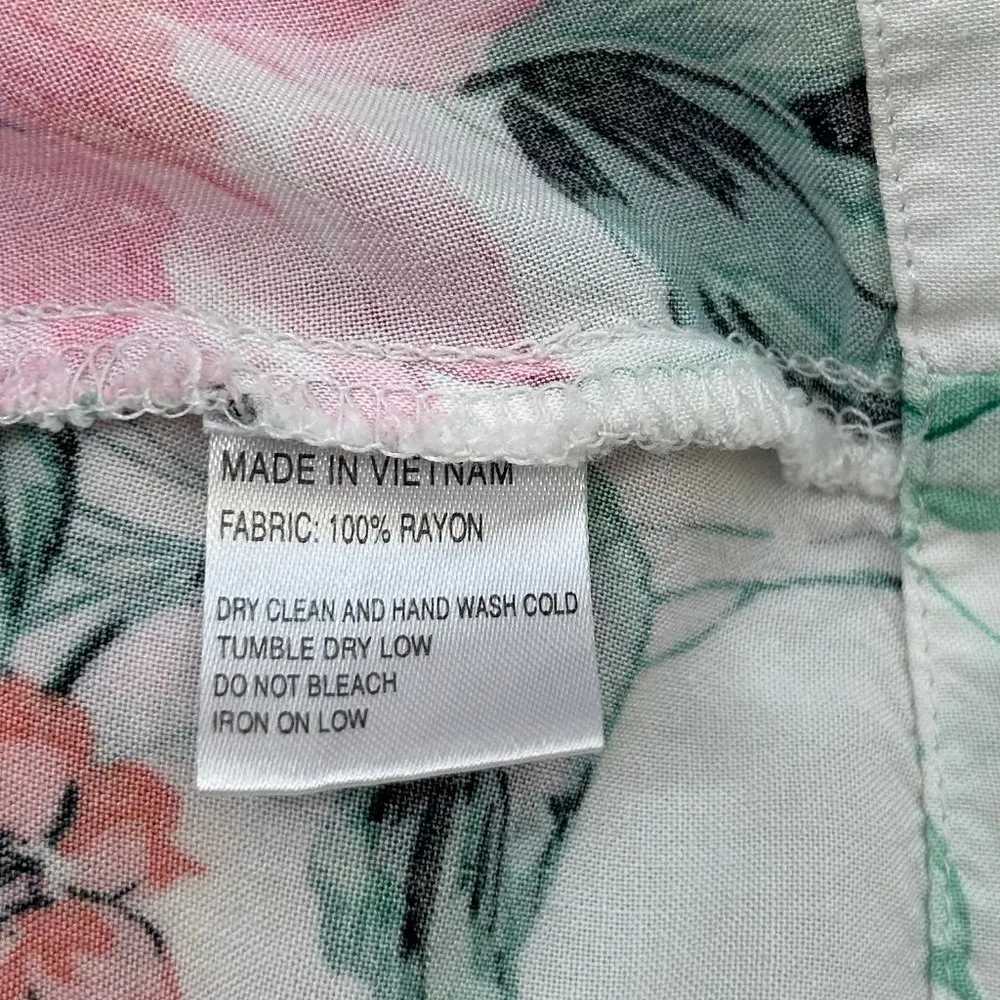 MADE IN VIETNAM
FABRIC: 100% RAYON
DRY CLEAN AND HAND WASH COLD
TUMBLE DRY LOW
DO NOT BLEACH
IRON ON LOW